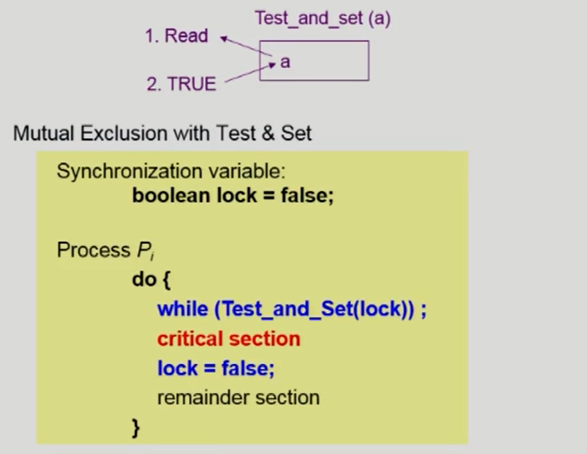 Test_and_set (a)
1. Read
a
2. TRUE
Mutual Exclusion with Test & Set
Synchronization variable:
boolean lock = false;
Process Pi
do {
while (Test_and_Set(lock)) ;
critical section
lock = false;
remainder section
}